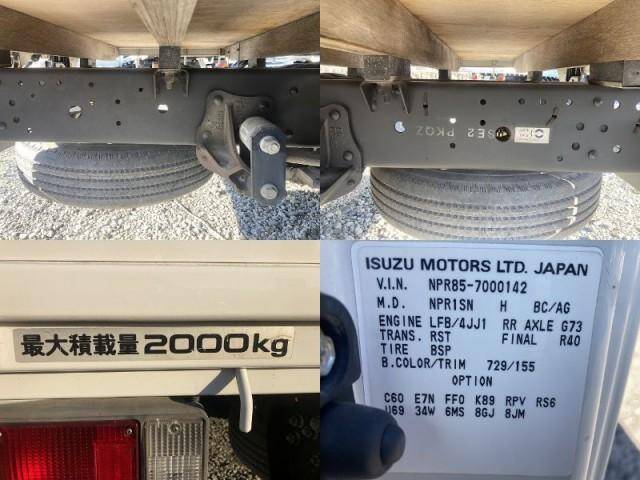 SE2 PKQZ
最大積載量2000kg
ISUZU MOTORS LTD. JAPAN
V.I.N. NPR85-7000142
M.D. NPR1SN H BC/AG
ENGINE LFB/4JJ1 RR AXLE G73
TRANS. RST FINAL R40
TIRE BSP
B.COLOR/TRIM 729/155
OPTION
C60 E7N FF0 K89 RPV RS6
U69 34W 6MS 8GJ 8JM